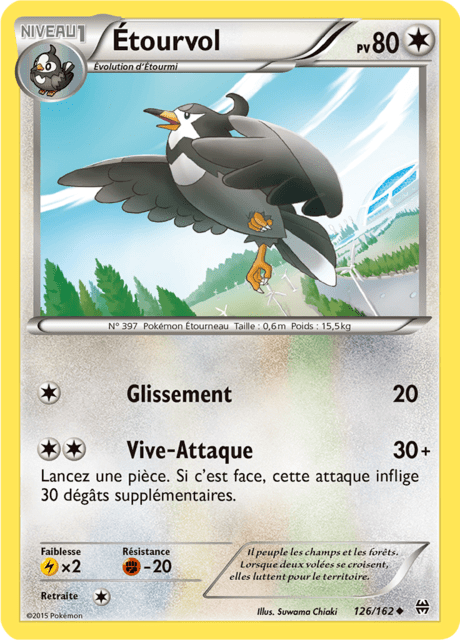 NIVEAU 1
Étourvol
PV 80
Évolution d'Étourmi
N° 397 Pokémon Étourneau Taille : 0,6m Poids : 15,5kg
Glissement 20
Vive-Attaque 30+
Lancez une pièce. Si c'est face, cette attaque inflige
30 dégâts supplémentaires.
Faiblesse Résistance
×2 -20
Retraite
Il peuple les champs et les forêts.
Lorsque deux volées se croisent,
elles luttent pour le territoire.
©2015 Pokémon
Illus. Suwama Chiaki 126/162